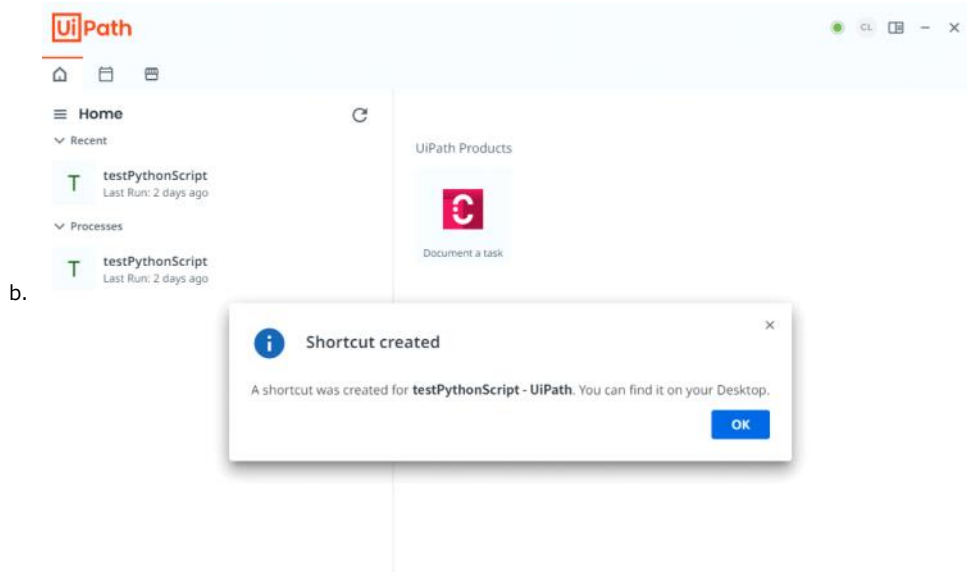 UiPath
CL
Home
Recent
T testPythonScript
Last Run: 2 days ago
Processes
T testPythonScript
Last Run: 2 days ago
UiPath Products
Document a task
b.
Shortcut created
A shortcut was created for testPythonScript - UiPath. You can find it on your Desktop.
OK